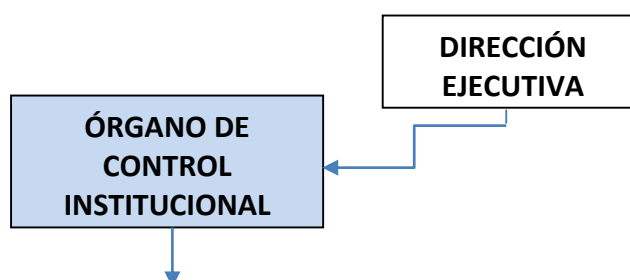 DIRECCIÓN
EJECUTIVA
ÓRGANO DE
CONTROL
INSTITUCIONAL